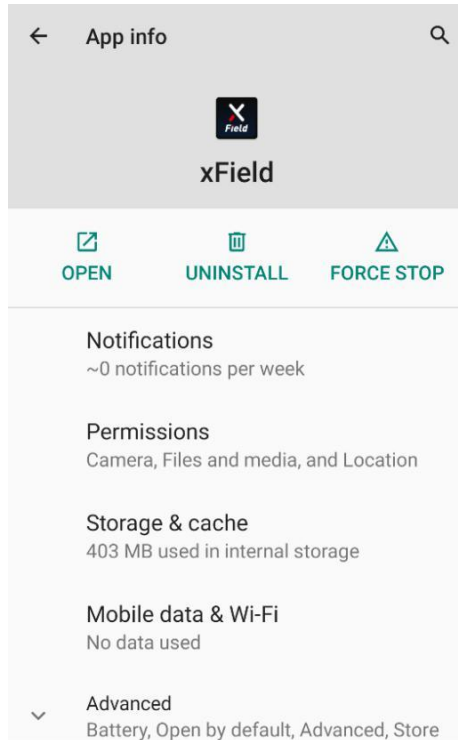 App info
X
Field
xField
OPEN UNINSTALL FORCE STOP
Notifications
~0 notifications per week
Permissions
Camera, Files and media, and Location
Storage & cache
403 MB used in internal storage
Mobile data & Wi-Fi
No data used
Advanced
Battery, Open by default, Advanced, Store